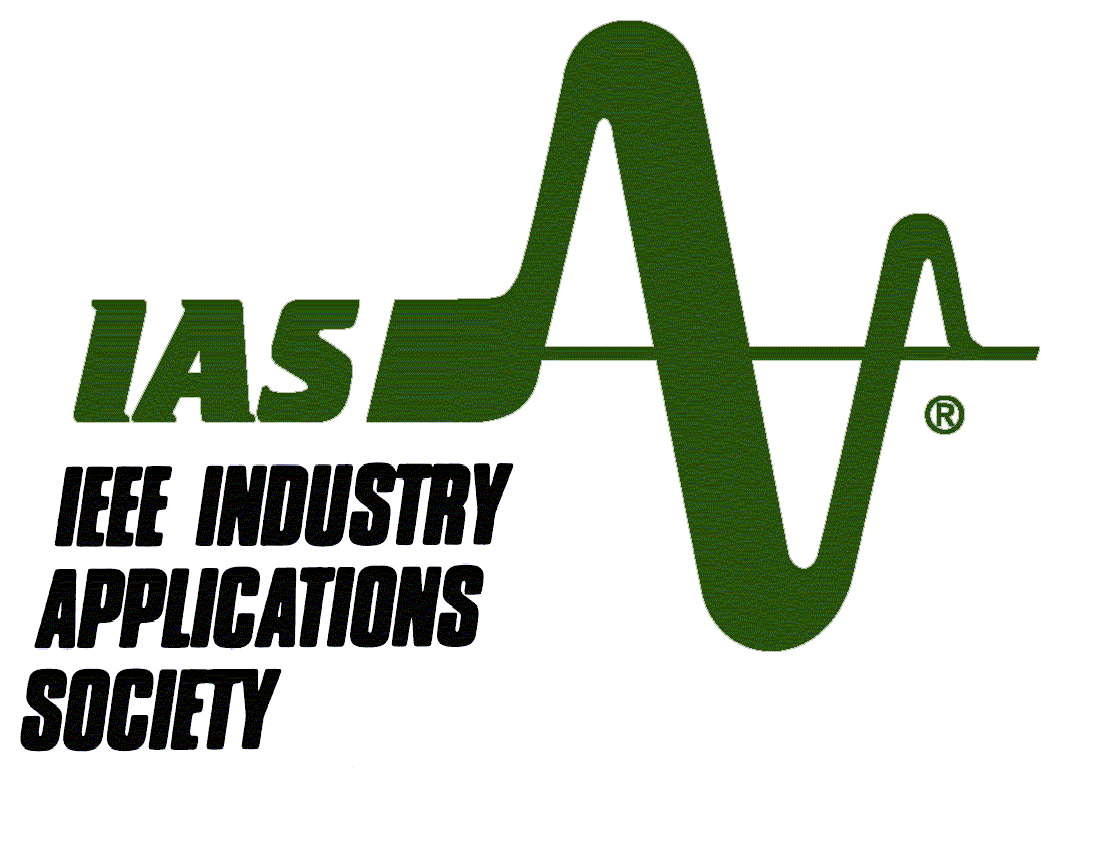 IAS
®
IEEE INDUSTRY
APPLICATIONS
SOCIETY